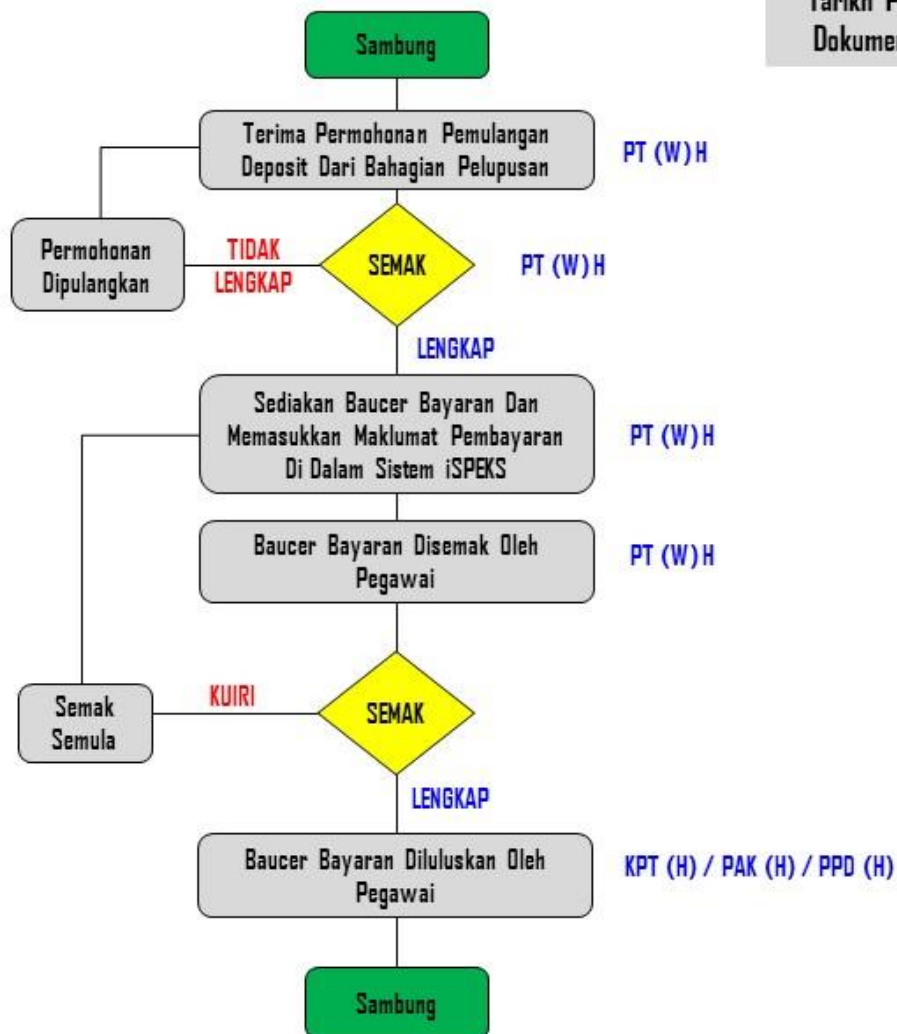 Dokumen
Sambung
Terima Permohonan Pemulangan
Deposit Dari Bahagian Pelupusan
PT (W)H
Permohonan
Dipulangkan
TIDAK
LENGKAP
SEMAK
PT (W)H
LENGKAP
Sediakan Baucer Bayaran Dan
Memasukkan Maklumat Pembayaran
Di Dalam Sistem iSPEKS
PT (W)H
Baucer Bayaran Disemak Oleh
Pegawai
PT (W)H
Semak
Semula
KUIRI
SEMAK
LENGKAP
Baucer Bayaran Diluluskan Oleh
Pegawai
KPT (H) / PAK (H) / PPD (H)
Sambung